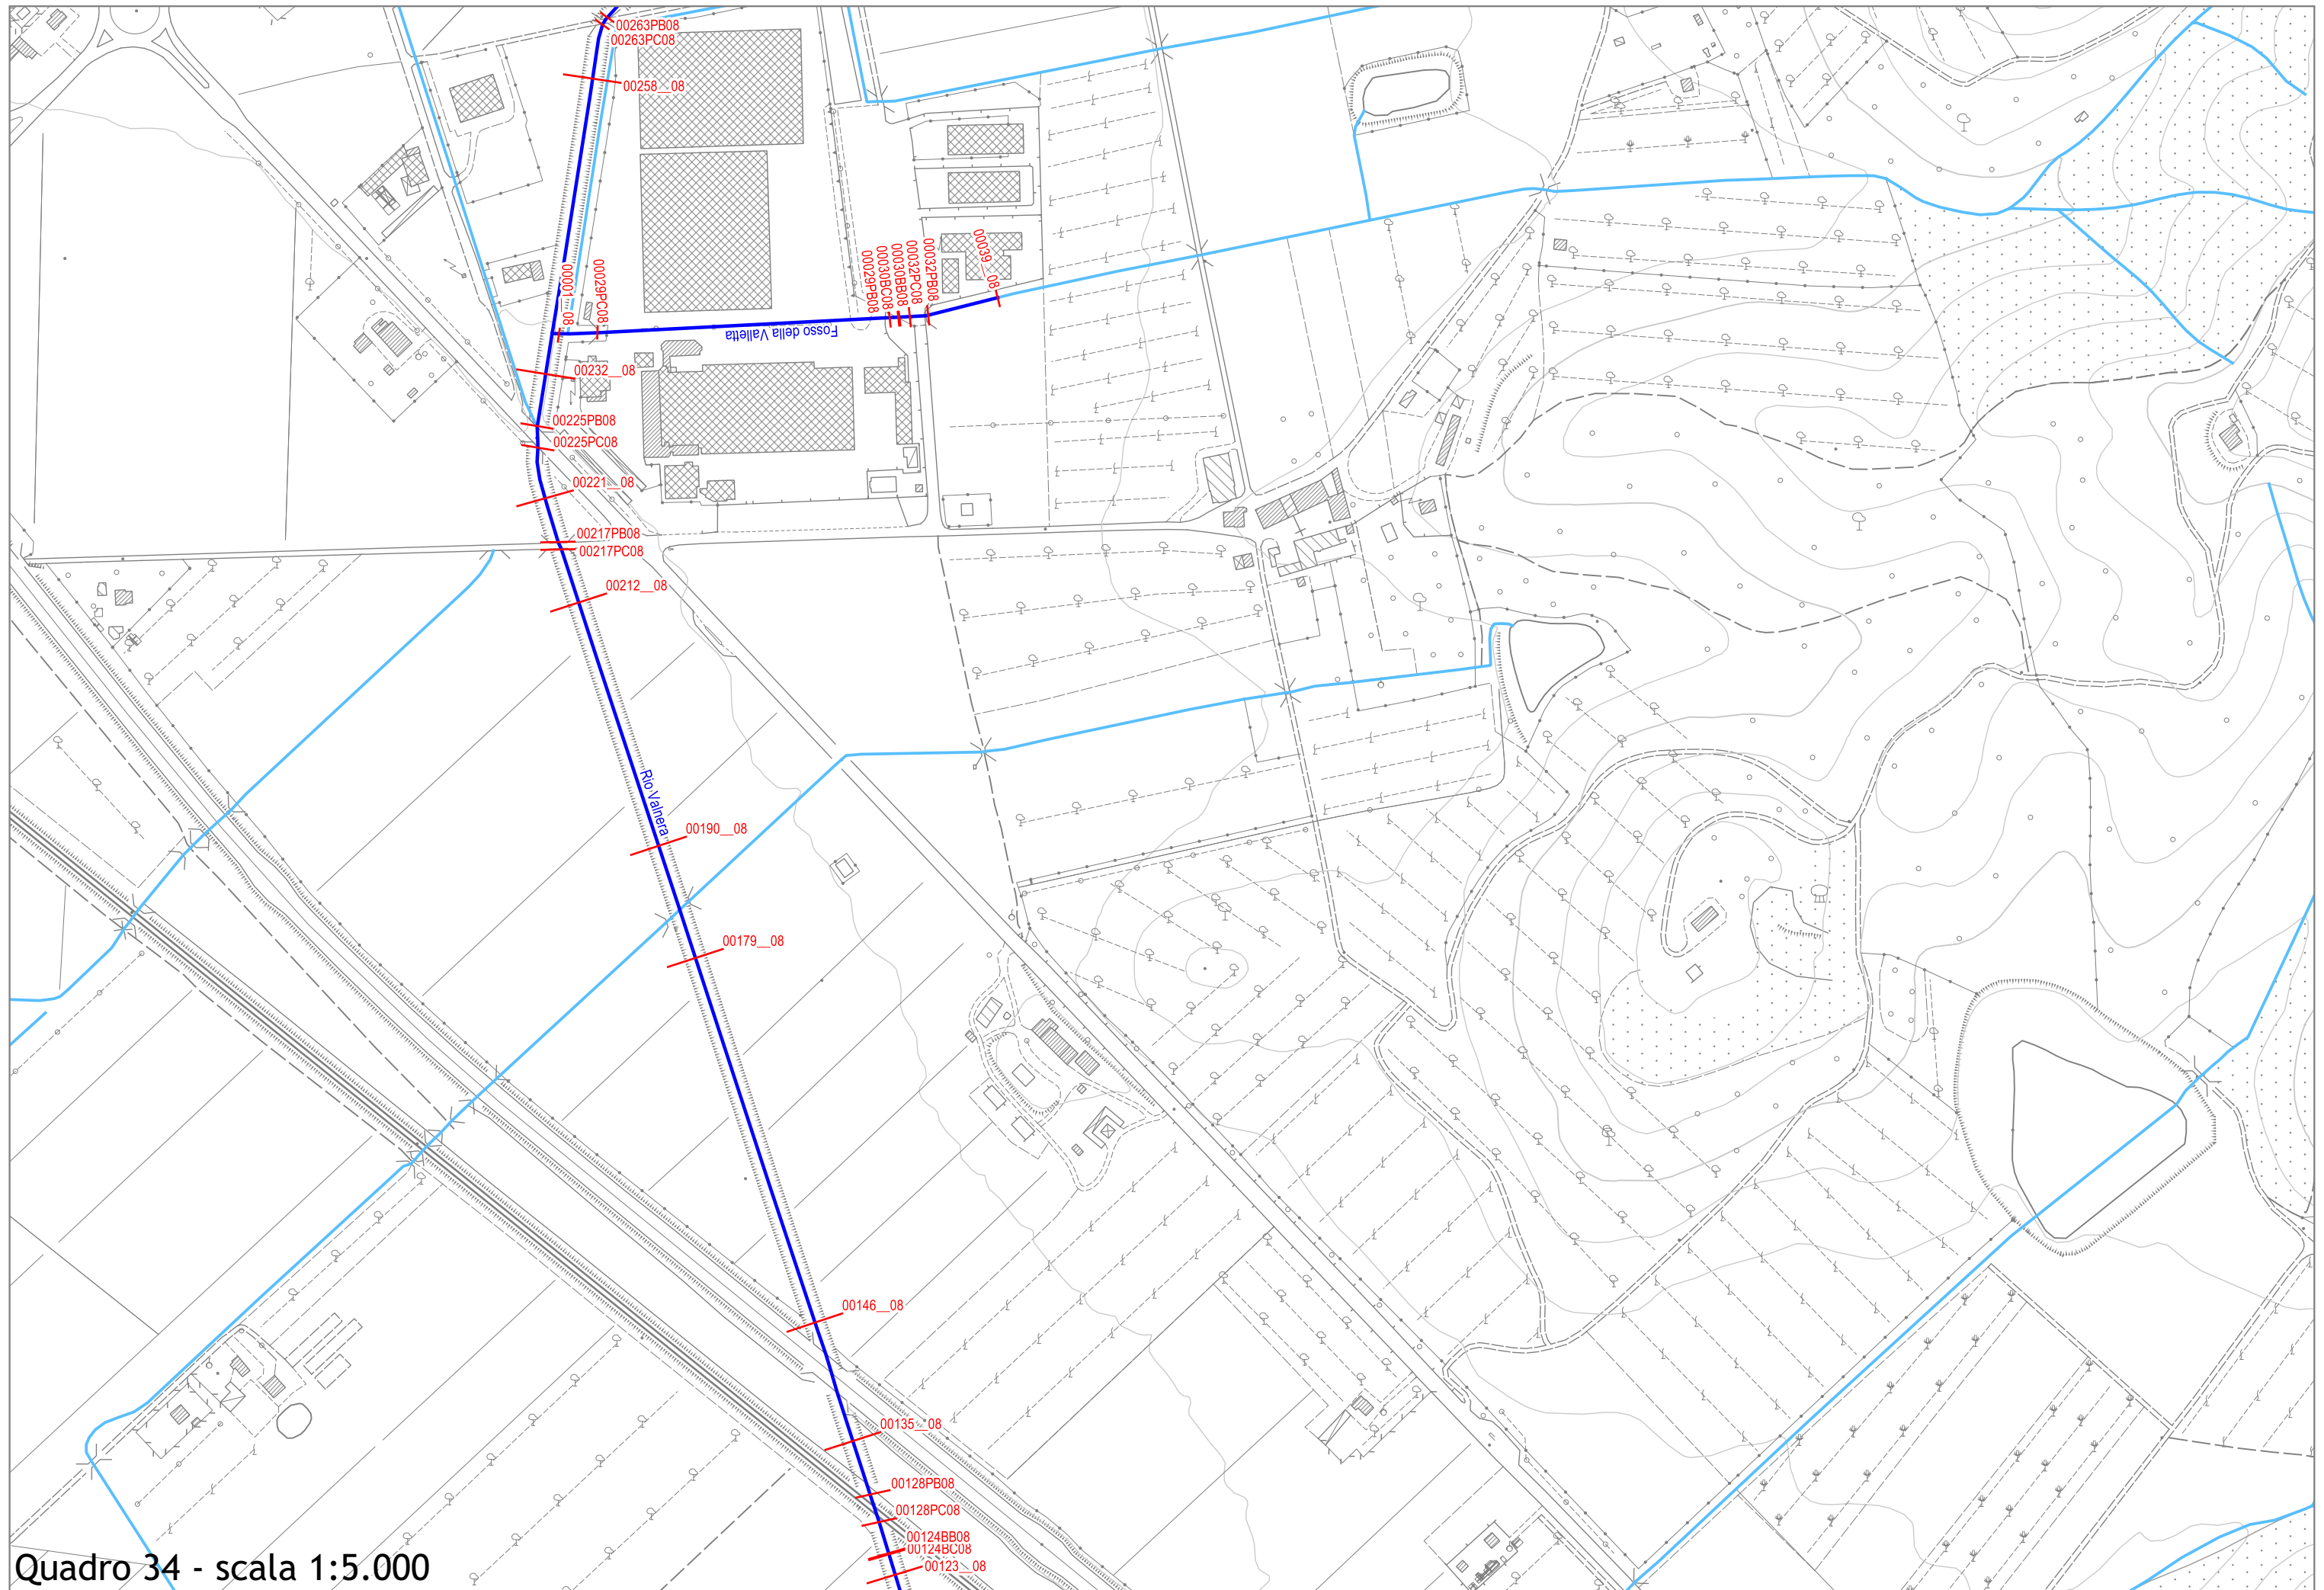 00263PB08
00263PC08
00258__08
00001__08
00029PC08
00029PB08
00030BC08
00030BB08
00032PC08
00032PB08
00039__08
Fosso della Valletta
00232__08
00225PB08
00225PC08
00221__08
00217PB08
00217PC08
00212__08
Rio Valnera
00190__08
00179__08
00146__08
00135__08
00128PB08
00128PC08
00124BB08
00124BC08
00123__08
Quadro 34 - scala 1:5.000